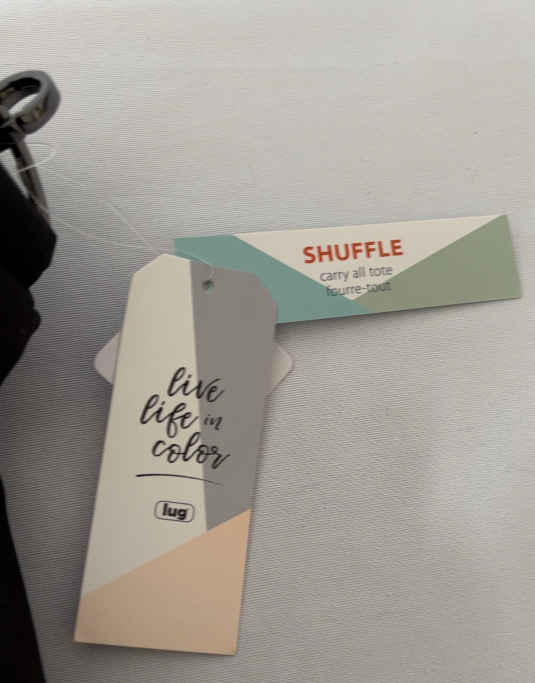 SHUFFLE
carry all tote
fourre-tout
live
life in
color
lug